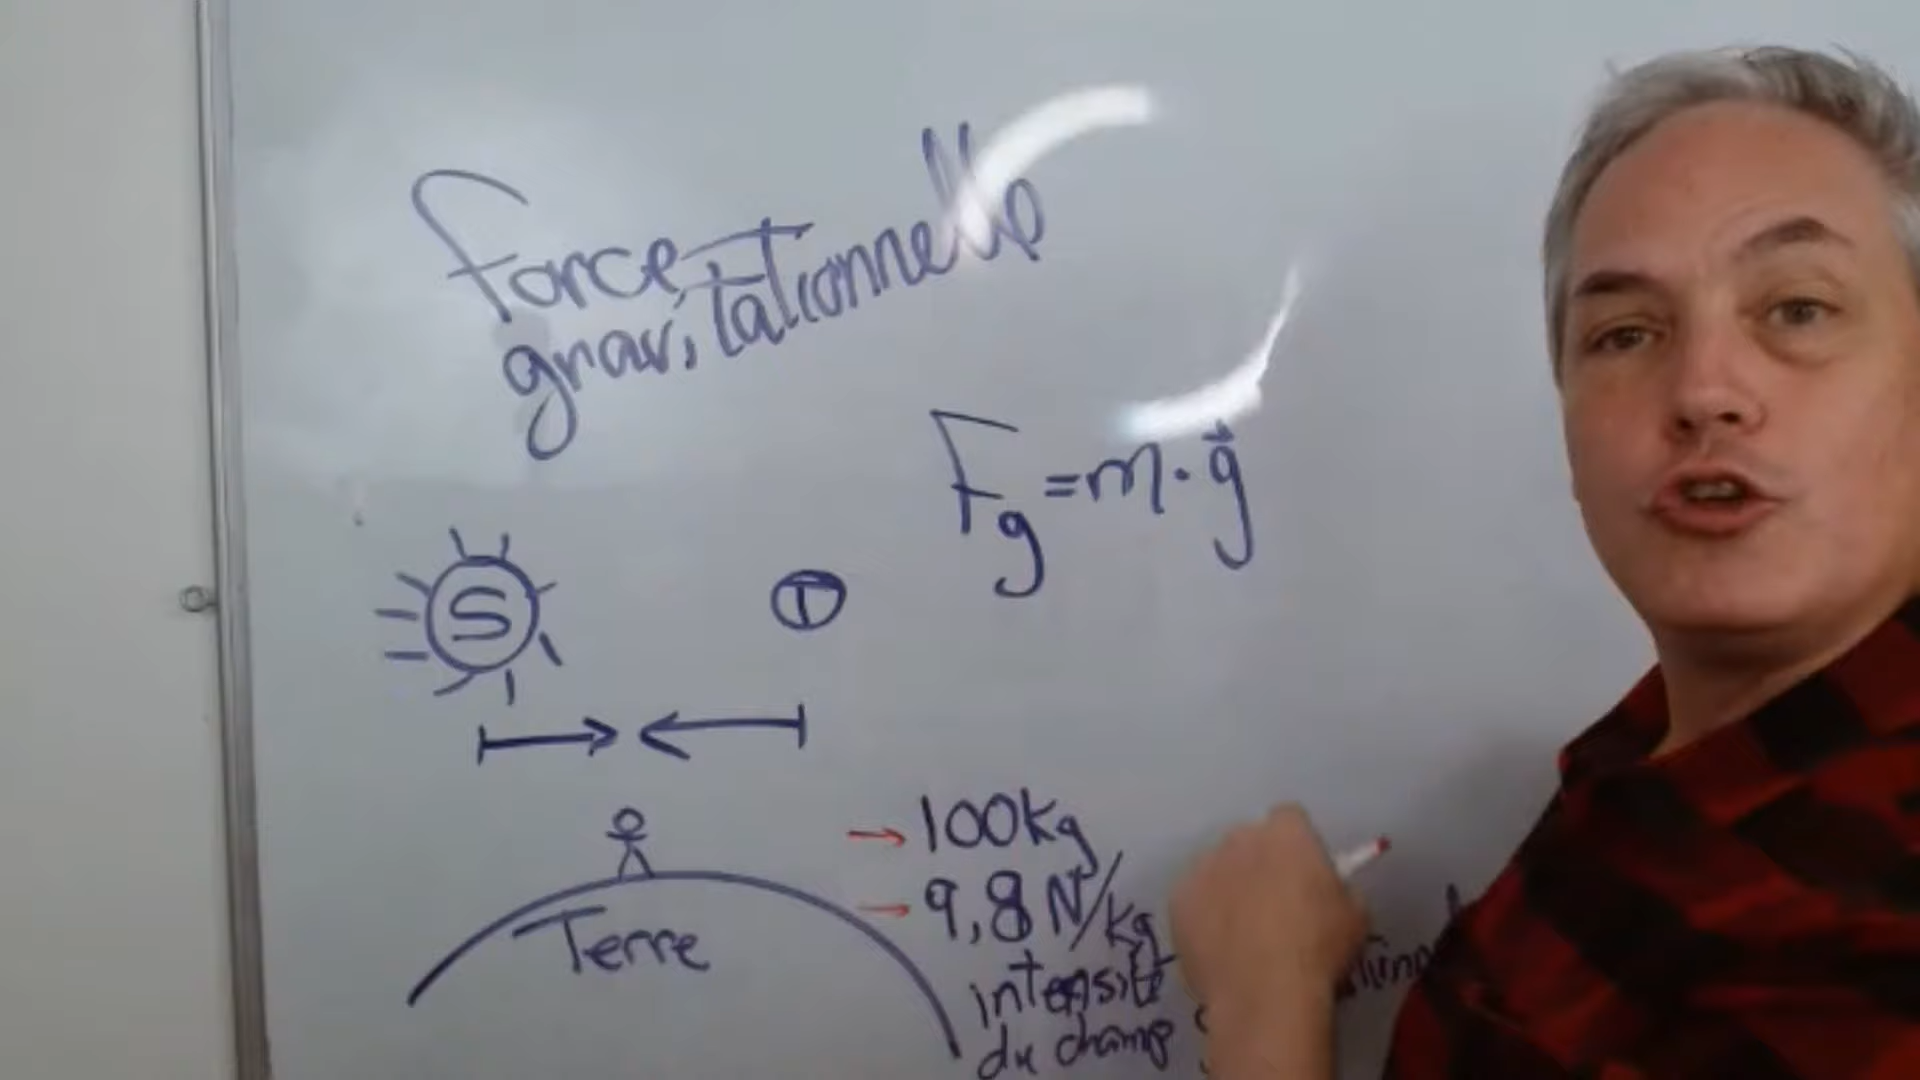 Force
gravitationnelle
Fg = m · g⃗
S
T
→ 100kg
→ 9,8 N/kg
Terre
intensité
du champ